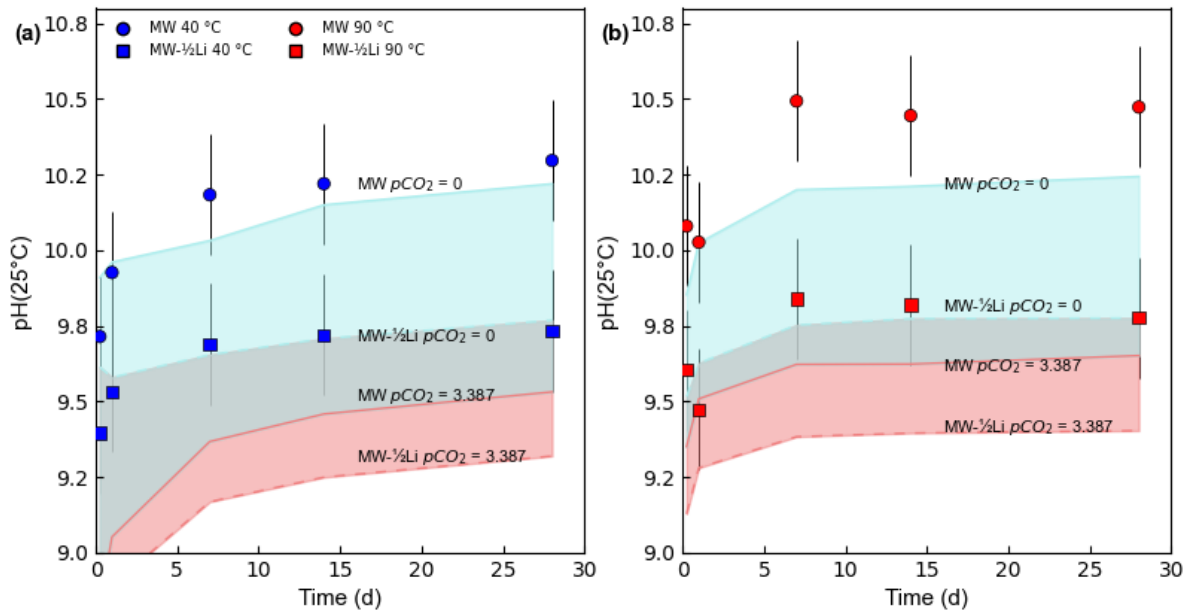 (a)
MW 40 °C
MW 90 °C
MW-½Li 40 °C
MW-½Li 90 °C
10.8
10.5
10.2
10.0
9.8
9.5
9.2
9.0
pH(25°C)
MW pCO₂ = 0
MW-½Li pCO₂ = 0
MW pCO₂ = 3.387
MW-½Li pCO₂ = 3.387
0 5 10 15 20 25 30
Time (d)
(b)
10.8
10.5
10.2
10.0
9.8
9.5
9.2
9.0
pH(25°C)
MW pCO₂ = 0
MW-½Li pCO₂ = 0
MW pCO₂ = 3.387
MW-½Li pCO₂ = 3.387
0 5 10 15 20 25 30
Time (d)